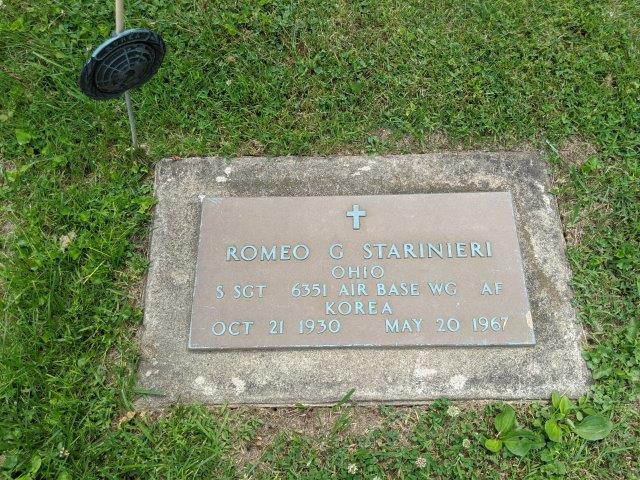 ROMEO G STARINIERI
OHIO
S SGT 6351 AIR BASE WG AF
KOREA
OCT 21 1930 MAY 20 1967